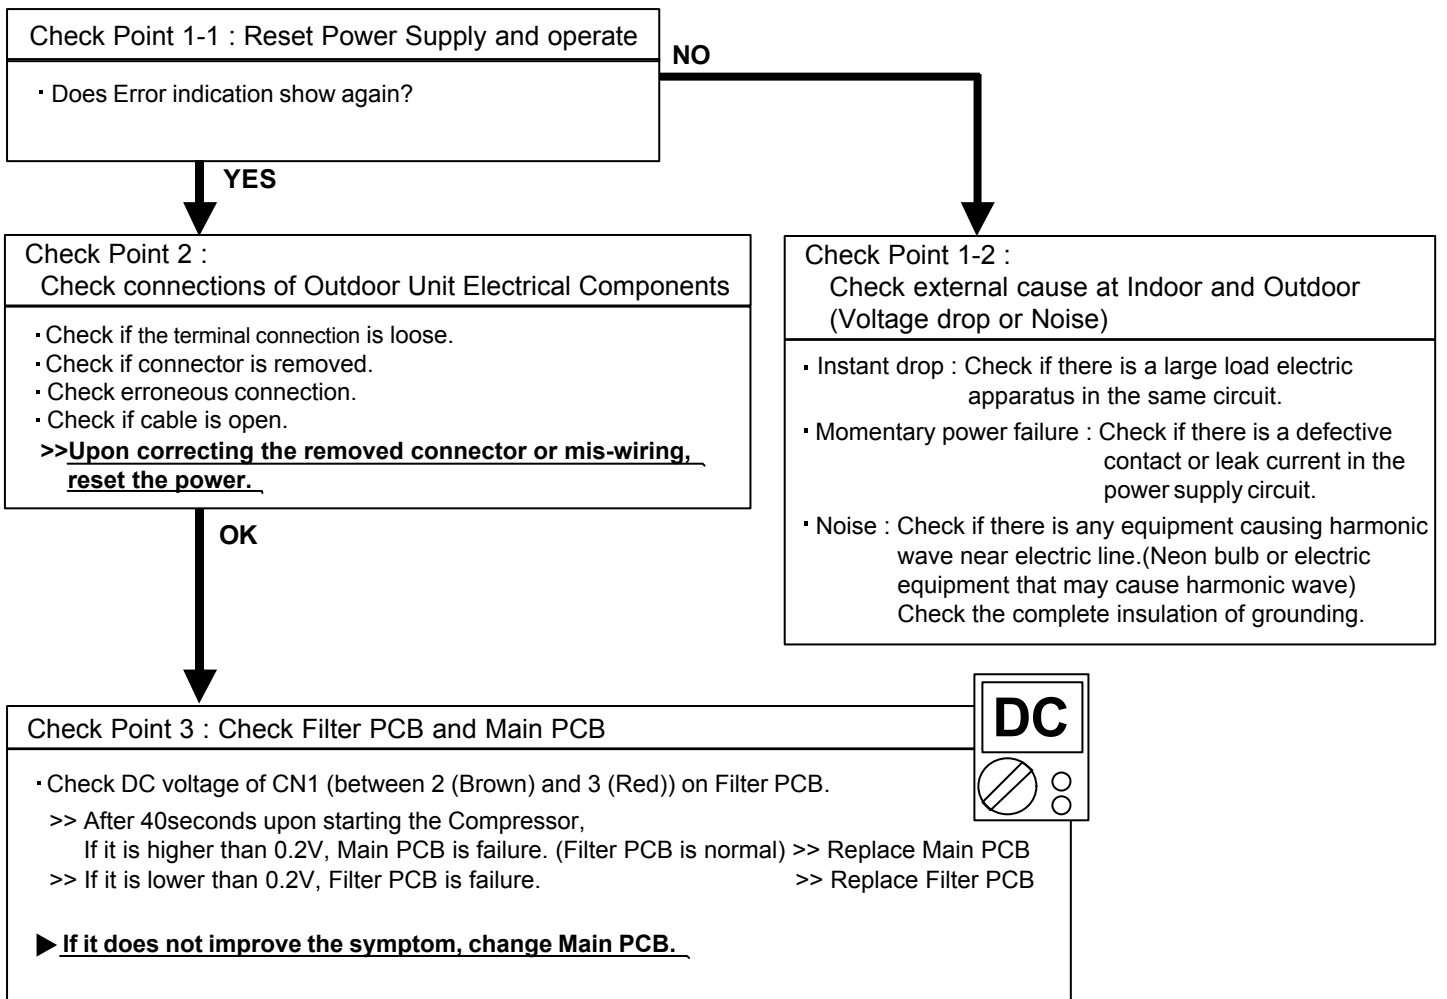 Check Point 1-1 : Reset Power Supply and operate
· Does Error indication show again?
NO
YES
Check Point 2 :
Check connections of Outdoor Unit Electrical Components
· Check if the terminal connection is loose.
· Check if connector is removed.
· Check erroneous connection.
· Check if cable is open.
>>Upon correcting the removed connector or mis-wiring,
reset the power.
OK
Check Point 1-2 :
Check external cause at Indoor and Outdoor
(Voltage drop or Noise)
· Instant drop : Check if there is a large load electric
apparatus in the same circuit.
· Momentary power failure : Check if there is a defective
contact or leak current in the
power supply circuit.
· Noise : Check if there is any equipment causing harmonic
wave near electric line.(Neon bulb or electric
equipment that may cause harmonic wave)
Check the complete insulation of grounding.
Check Point 3 : Check Filter PCB and Main PCB
DC
· Check DC voltage of CN1 (between 2 (Brown) and 3 (Red)) on Filter PCB.
>> After 40seconds upon starting the Compressor,
If it is higher than 0.2V, Main PCB is failure. (Filter PCB is normal) >> Replace Main PCB
>> If it is lower than 0.2V, Filter PCB is failure. >> Replace Filter PCB
▶ If it does not improve the symptom, change Main PCB.